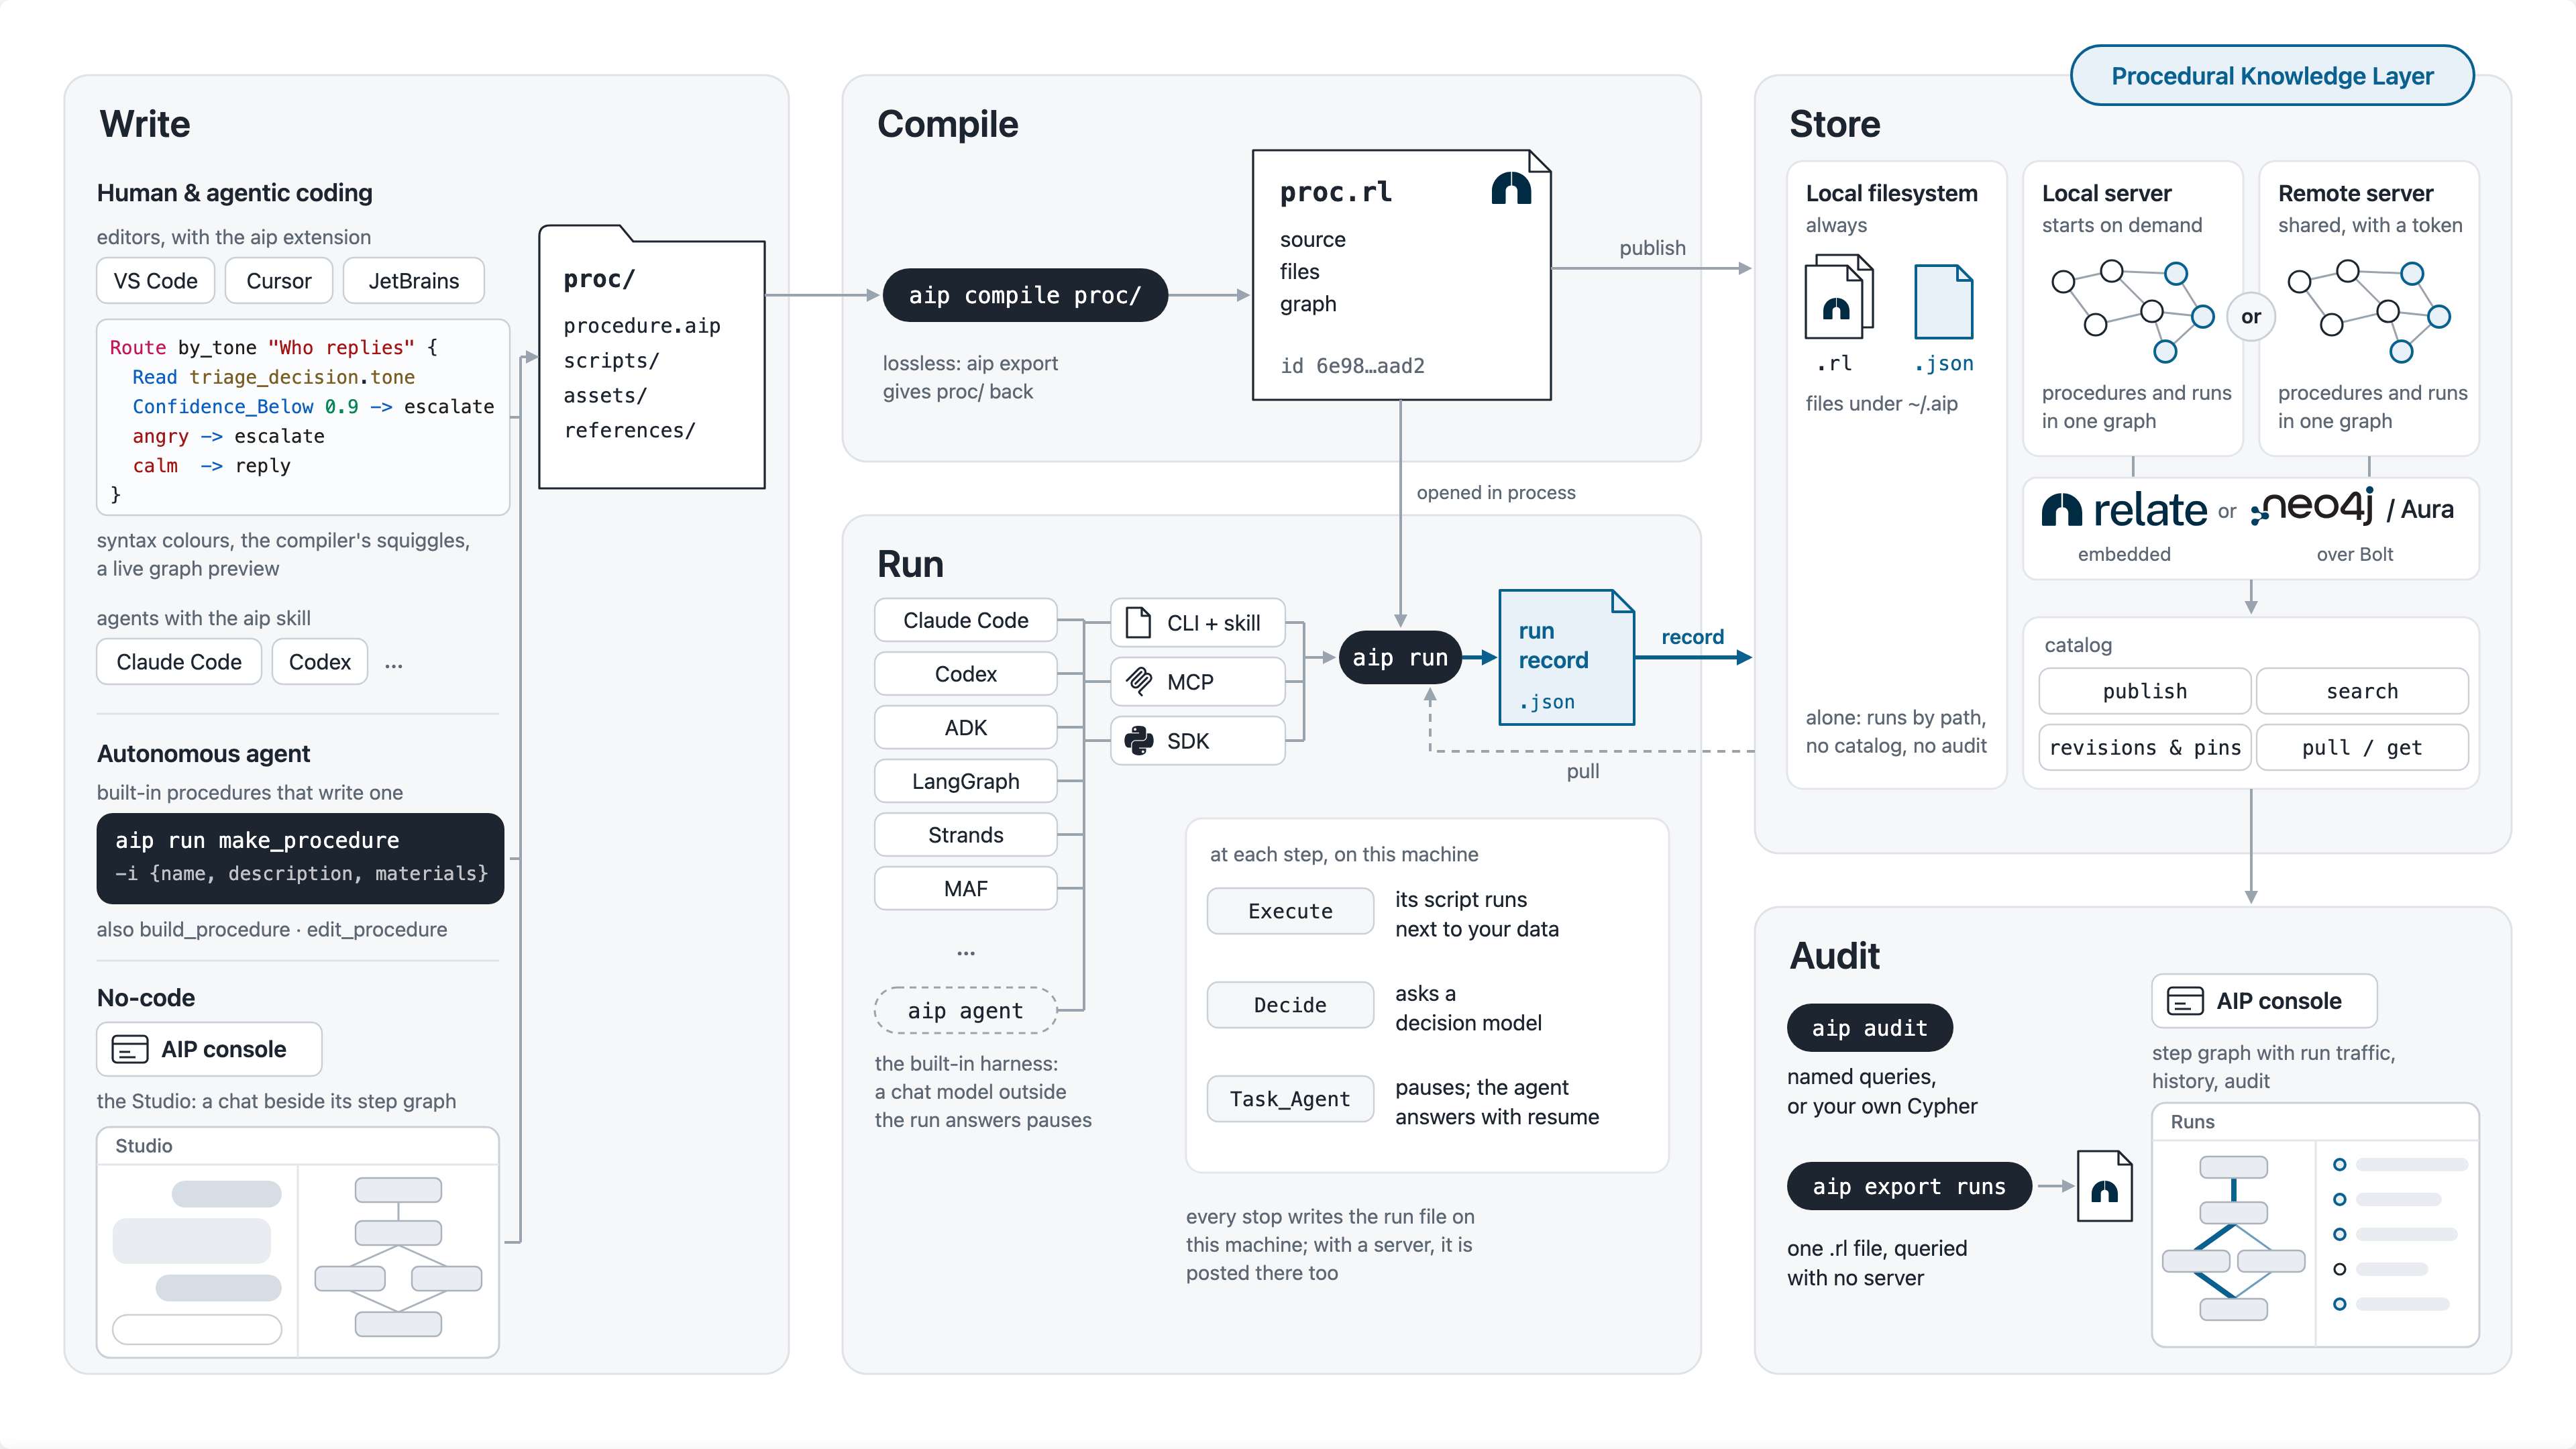 Procedural Knowledge Layer
Write
Human & agentic coding
editors, with the aip extension
VS Code
Cursor
JetBrains
Route by_tone "Who replies" {
  Read triage_decision.tone
  Confidence_Below 0.9 -> escalate
  angry -> escalate
  calm  -> reply
}
syntax colours, the compiler's squiggles,
a live graph preview
agents with the aip skill
Claude Code
Codex
...
Autonomous agent
built-in procedures that write one
aip run make_procedure
-i {name, description, materials}
also build_procedure · edit_procedure
No-code
AIP console
the Studio: a chat beside its step graph
Studio
proc/
procedure.aip
scripts/
assets/
references/
Compile
aip compile proc/
lossless: aip export
gives proc/ back
proc.rl
source
files
graph
id 6e98…aad2
publish
opened in process
Run
Claude Code
Codex
ADK
LangGraph
Strands
MAF
...
aip agent
the built-in harness:
a chat model outside
the run answers pauses
CLI + skill
MCP
SDK
aip run
run
record
.json
record
pull
at each step, on this machine
Execute
its script runs
next to your data
Decide
asks a
decision model
Task_Agent
pauses; the agent
answers with resume
every stop writes the run file on
this machine; with a server, it is
posted there too
Store
Local filesystem
always
.rl
.json
files under ~/.aip
alone: runs by path,
no catalog, no audit
Local server
starts on demand
procedures and runs
in one graph
or
Remote server
shared, with a token
procedures and runs
in one graph
relate
or
neo4j / Aura
embedded
over Bolt
catalog
publish
search
revisions & pins
pull / get
Audit
aip audit
named queries,
or your own Cypher
aip export runs
one .rl file, queried
with no server
AIP console
step graph with run traffic,
history, audit
Runs